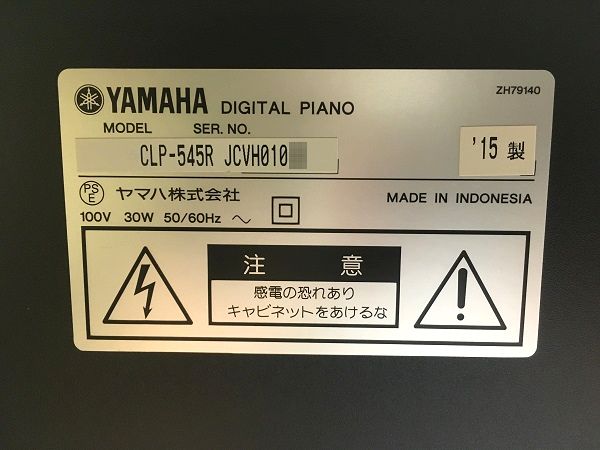 ZH79140
YAMAHA DIGITAL PIANO
MODEL SER. NO.
CLP-545R JCVH010
'15 製
PS
E
ヤマハ株式会社
MADE IN INDONESIA
100V 30W 50/60Hz ～
注 意
感電の恐れあり
キャビネットをあけるな
!